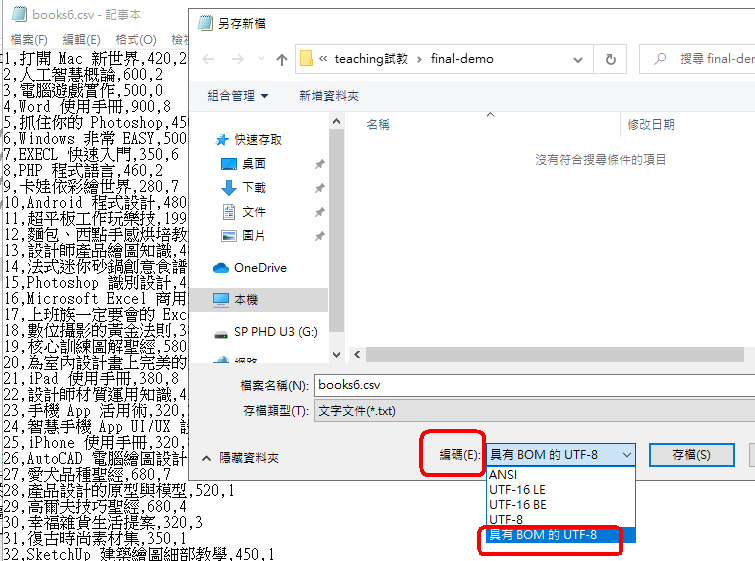 books6.csv - 記事本
檔案(F) 編輯(E) 格式(O) 檢視
1,打開 Mac 新世界,420,2
2,人工智慧概論,600,2
3,電腦遊戲實作,500,0
4,Word 使用手冊,900,8
5,抓住你的 Photoshop,45
6,Windows 非常 EASY,500
7,EXECL 快速入門,350,6
8,PHP 程式語言,460,2
9,卡娃依彩繪世界,280,7
10,Android 程式設計,480
11,超平板工作玩樂技,199
12,麵包、西點手感烘培教
13,設計師產品繪圖知識,4
14,法式迷你砂鍋創意食譜
15,Photoshop 識別設計,4
16,Microsoft Excel 商用
17,上班族一定要會的 Exc
18,數位攝影的黃金法則,3
19,核心訓練圖解聖經,580
20,為室內設計畫上完美的
21,iPad 使用手冊,380,8
22,設計師材質運用知識,4
23,手機 App 活用術,320,
24,智慧手機 App UI/UX 設
25,iPhone 使用手冊,320,
26,AutoCAD 電腦繪圖設計
27,愛犬品種聖經,680,7
28,產品設計的原型與模型,520,1
29,高爾夫技巧聖經,680,4
30,幸福雜貨生活提案,320,3
31,復古時尚素材集,350,1
32,SketchUp 建築繪圖細部教學,450,1
另存新檔
« teaching試教 › final-demo
搜尋 final-dem
組合管理 新增資料夾
名稱 修改日期
沒有符合搜尋條件的項目
快速存取
桌面
下載
文件
圖片
OneDrive
本機
SP PHD U3 (G:)
網路
檔案名稱(N): books6.csv
存檔類型(T): 文字文件(*.txt)
隱藏資料夾
編碼(E): 具有 BOM 的 UTF-8
存檔(S)
ANSI
UTF-16 LE
UTF-16 BE
UTF-8
具有 BOM 的 UTF-8